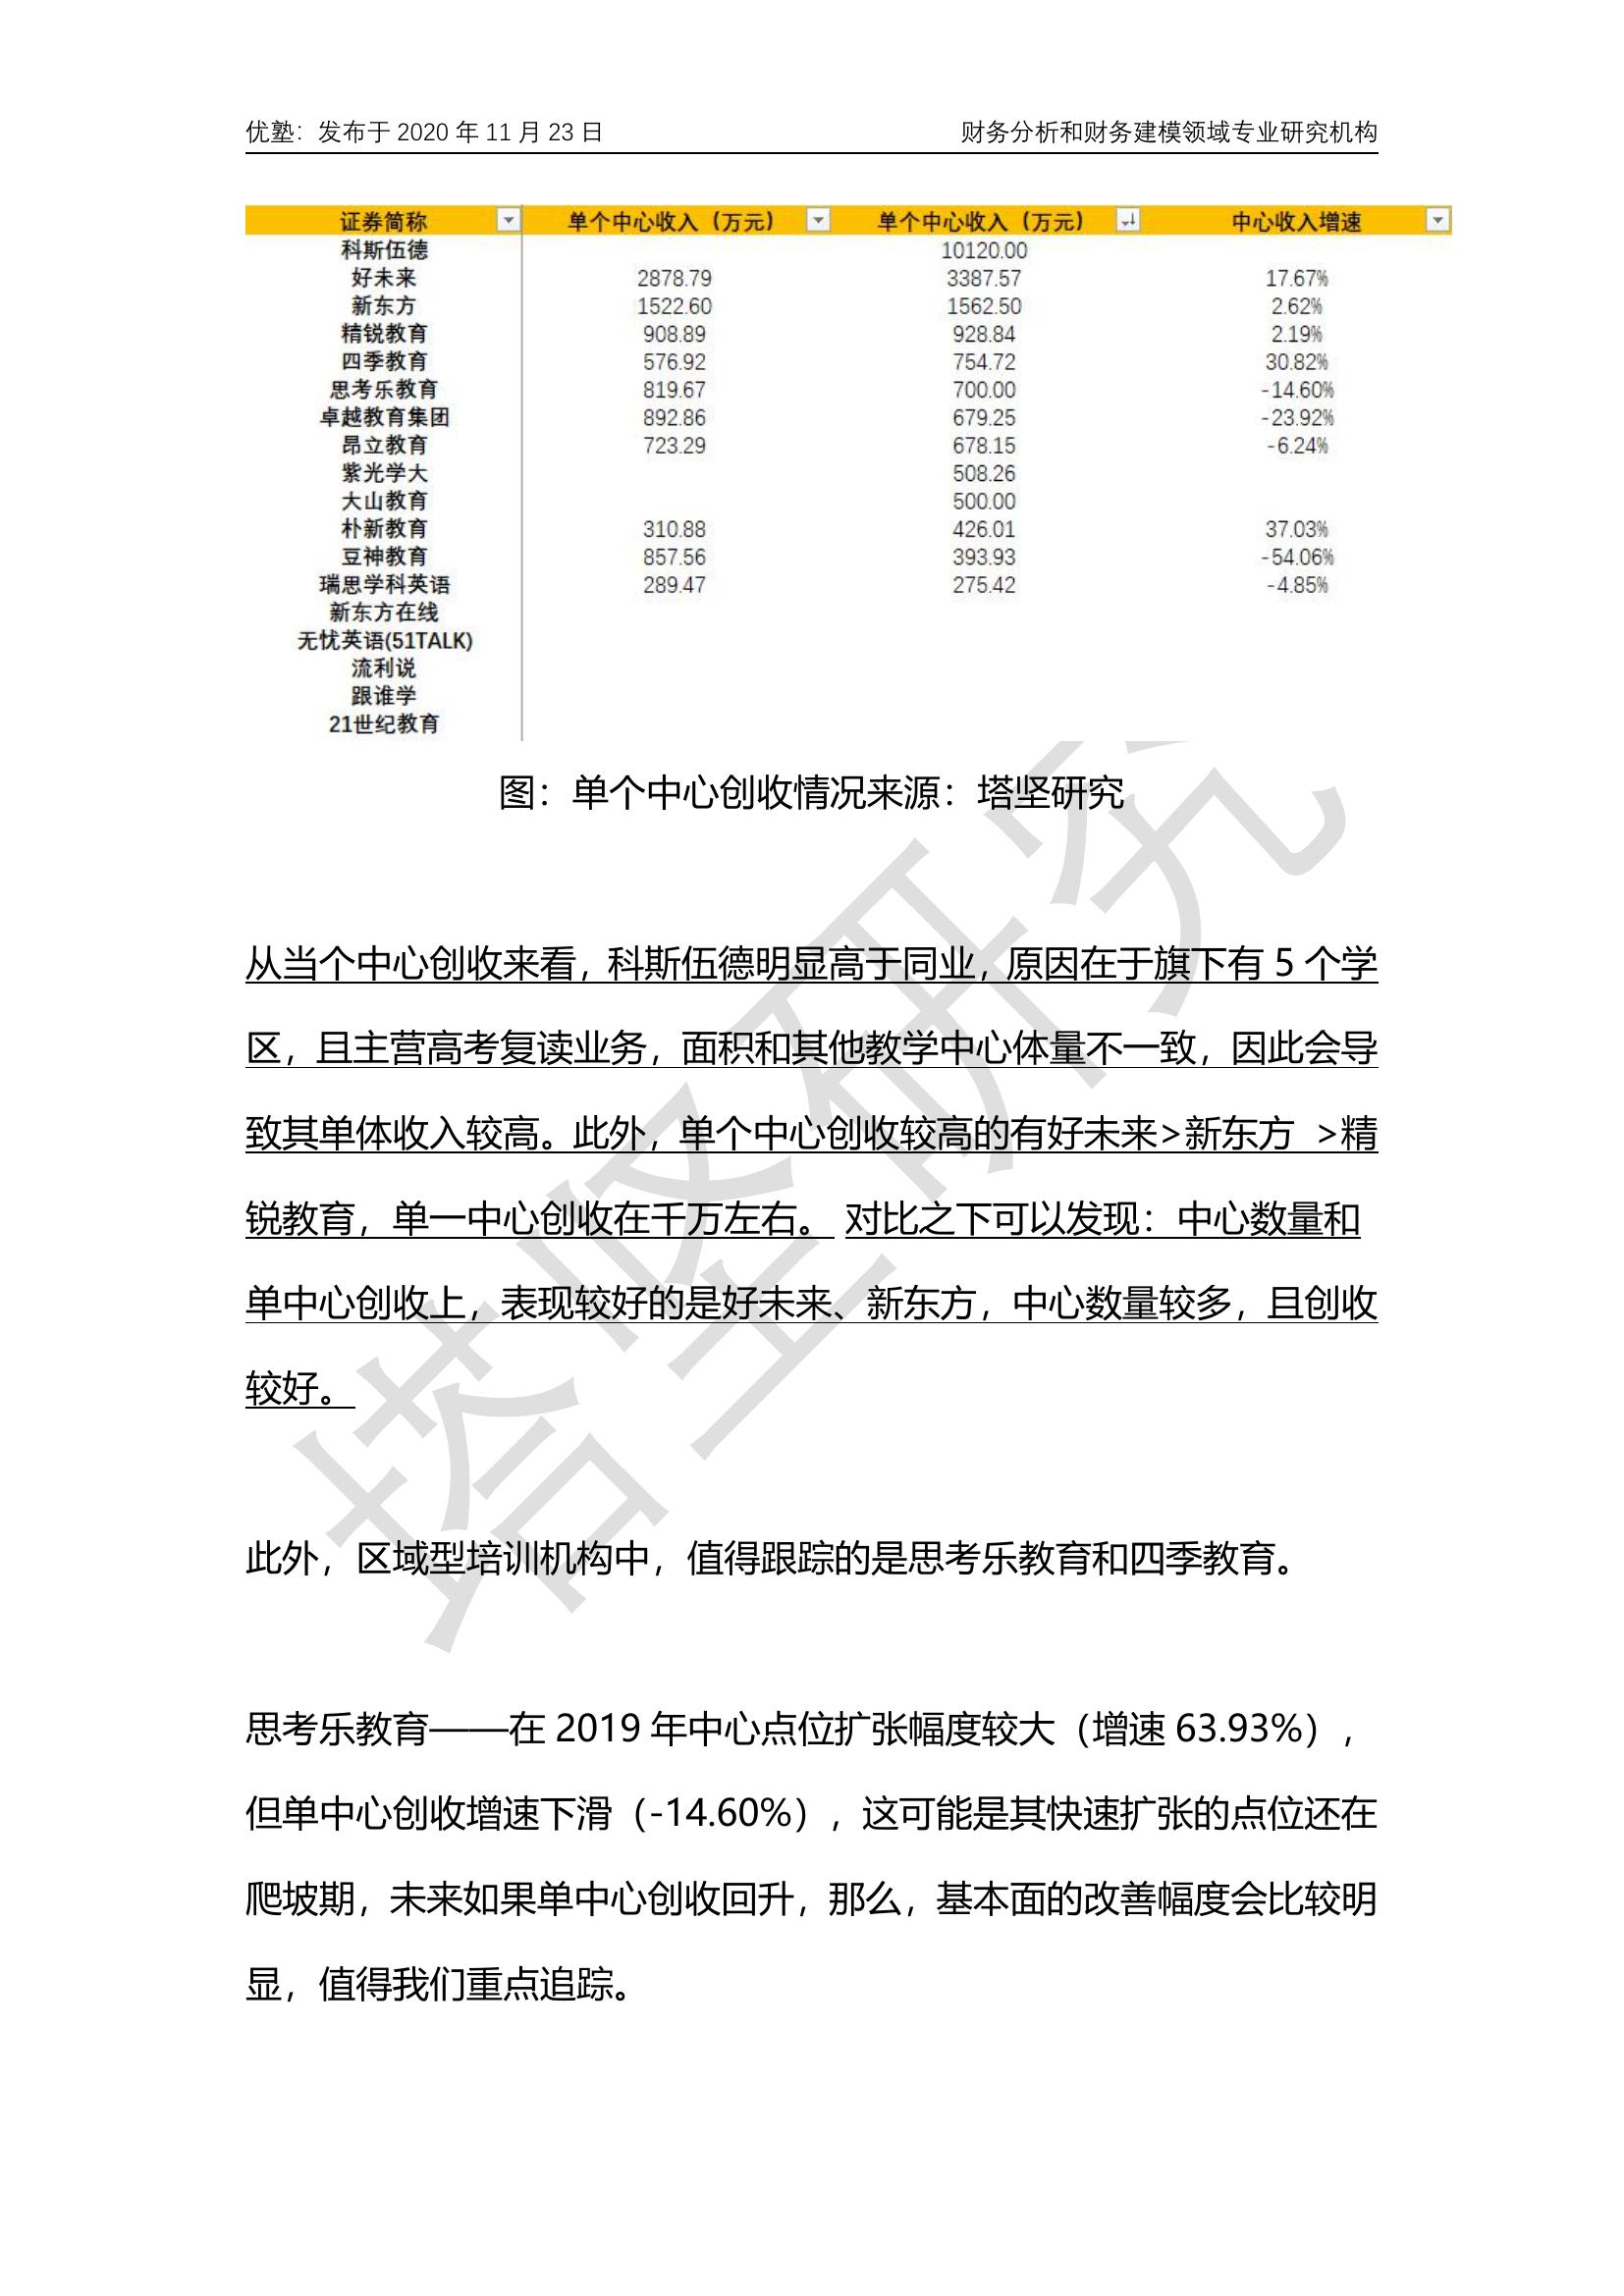 优塾：发布于 2020 年 11 月 23 日 财务分析和财务建模领域专业研究机构
证券简称 单个中心收入（万元） 单个中心收入（万元） 中心收入增速
科斯伍德 10120.00
好未来 2878.79 3387.57 17.67%
新东方 1522.60 1562.50 2.62%
精锐教育 908.89 928.84 2.19%
四季教育 576.92 754.72 30.82%
思考乐教育 819.67 700.00 -14.60%
卓越教育集团 892.86 679.25 -23.92%
昂立教育 723.29 678.15 -6.24%
紫光学大 508.26
大山教育 500.00
朴新教育 310.88 426.01 37.03%
豆神教育 857.56 393.93 -54.06%
瑞思学科英语 289.47 275.42 -4.85%
新东方在线
无忧英语(51TALK)
流利说
跟谁学
21世纪教育
图：单个中心创收情况来源：塔坚研究
从当个中心创收来看，科斯伍德明显高于同业，原因在于旗下有 5 个学
区，且主营高考复读业务，面积和其他教学中心体量不一致，因此会导
致其单体收入较高。此外，单个中心创收较高的有好未来>新东方 >精
锐教育，单一中心创收在千万左右。 对比之下可以发现：中心数量和
单中心创收上，表现较好的是好未来、新东方，中心数量较多，且创收
较好。
此外，区域型培训机构中，值得跟踪的是思考乐教育和四季教育。
思考乐教育——在 2019 年中心点位扩张幅度较大（增速 63.93%），
但单中心创收增速下滑（-14.60%），这可能是其快速扩张的点位还在
爬坡期，未来如果单中心创收回升，那么，基本面的改善幅度会比较明
显，值得我们重点追踪。
塔坚研究